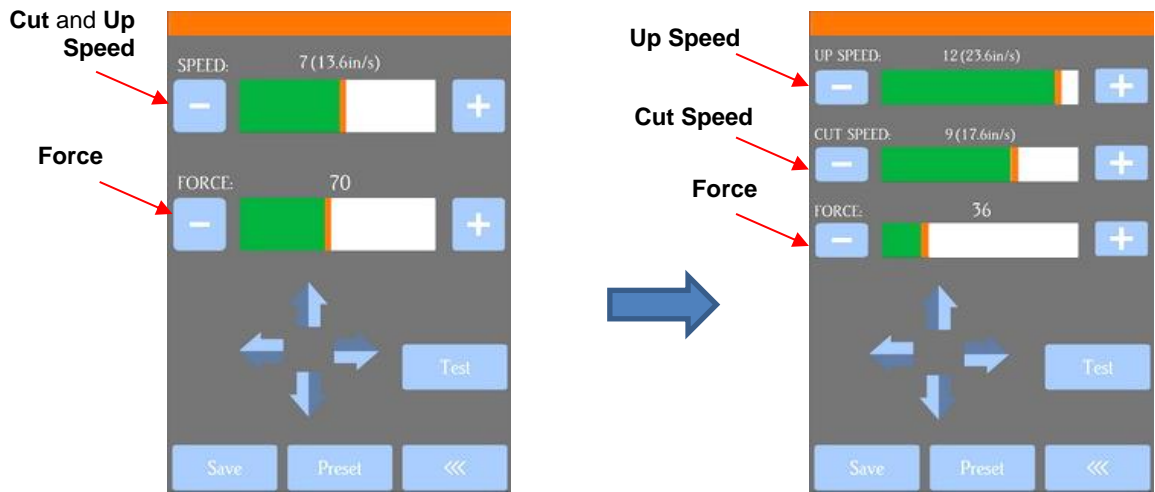 Cut and Up
Speed
Force
SPEED: 7 (13.6in/s)
− +
FORCE: 70
− +
Test
Save Preset <<<
Up Speed
Cut Speed
Force
UP SPEED: 12 (23.6in/s)
− +
CUT SPEED: 9 (17.6in/s)
− +
FORCE: 36
− +
Test
Save Preset <<<